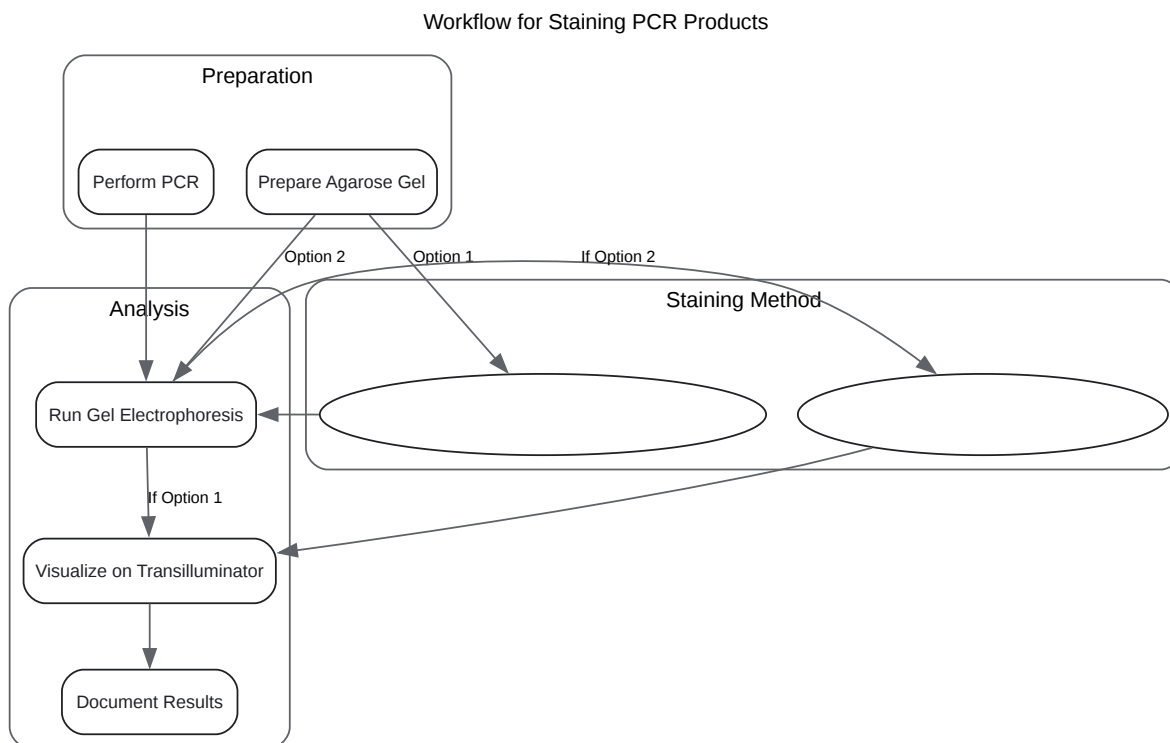 Workflow for Staining PCR Products
Preparation
Perform PCR
Prepare Agarose Gel
Option 2
Option 1
If Option 2
Analysis
Staining Method
Run Gel Electrophoresis
If Option 1
Visualize on Transilluminator
Document Results